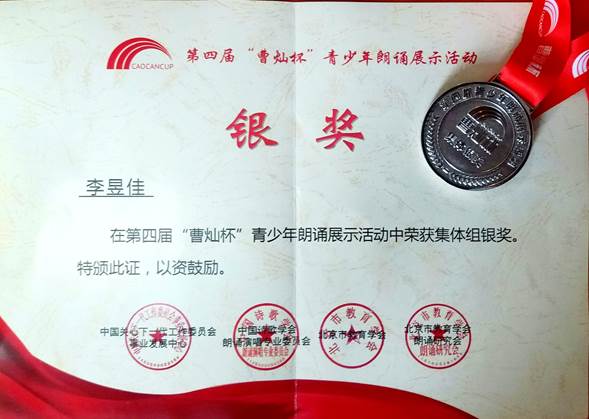 CAOCANCUP
第四届“曹灿杯”青少年朗诵展示活动
银奖
李昱佳
在第四届“曹灿杯”青少年朗诵展示活动中荣获集体组银奖。
特颁此证，以资鼓励。
中国关心下一代工作委员会
事业发展中心
中国诗歌学会
朗诵演唱专业委员会
北京市教育学会
北京市教育学会
朗诵研究会